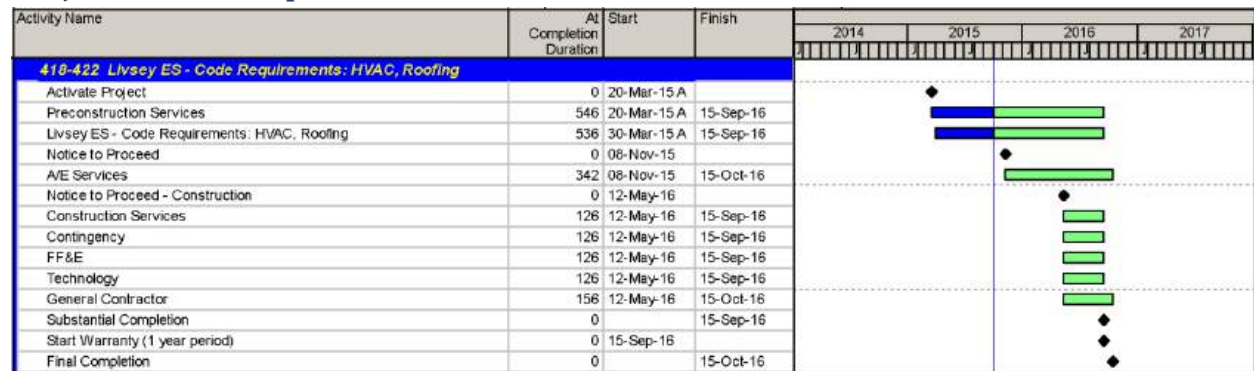 Activity Name At Completion Duration Start Finish
2014 2015 2016 2017
418-422 Livsey ES - Code Requirements: HVAC, Roofing
Activate Project 0 20-Mar-15 A
Preconstruction Services 546 20-Mar-15 A 15-Sep-16
Livsey ES - Code Requirements: HVAC, Roofing 536 30-Mar-15 A 15-Sep-16
Notice to Proceed 0 08-Nov-15
A/E Services 342 08-Nov-15 15-Oct-16
Notice to Proceed - Construction 0 12-May-16
Construction Services 126 12-May-16 15-Sep-16
Contingency 126 12-May-16 15-Sep-16
FF&E 126 12-May-16 15-Sep-16
Technology 126 12-May-16 15-Sep-16
General Contractor 156 12-May-16 15-Oct-16
Substantial Completion 0 15-Sep-16
Start Warranty (1 year period) 0 15-Sep-16
Final Completion 0 15-Oct-16